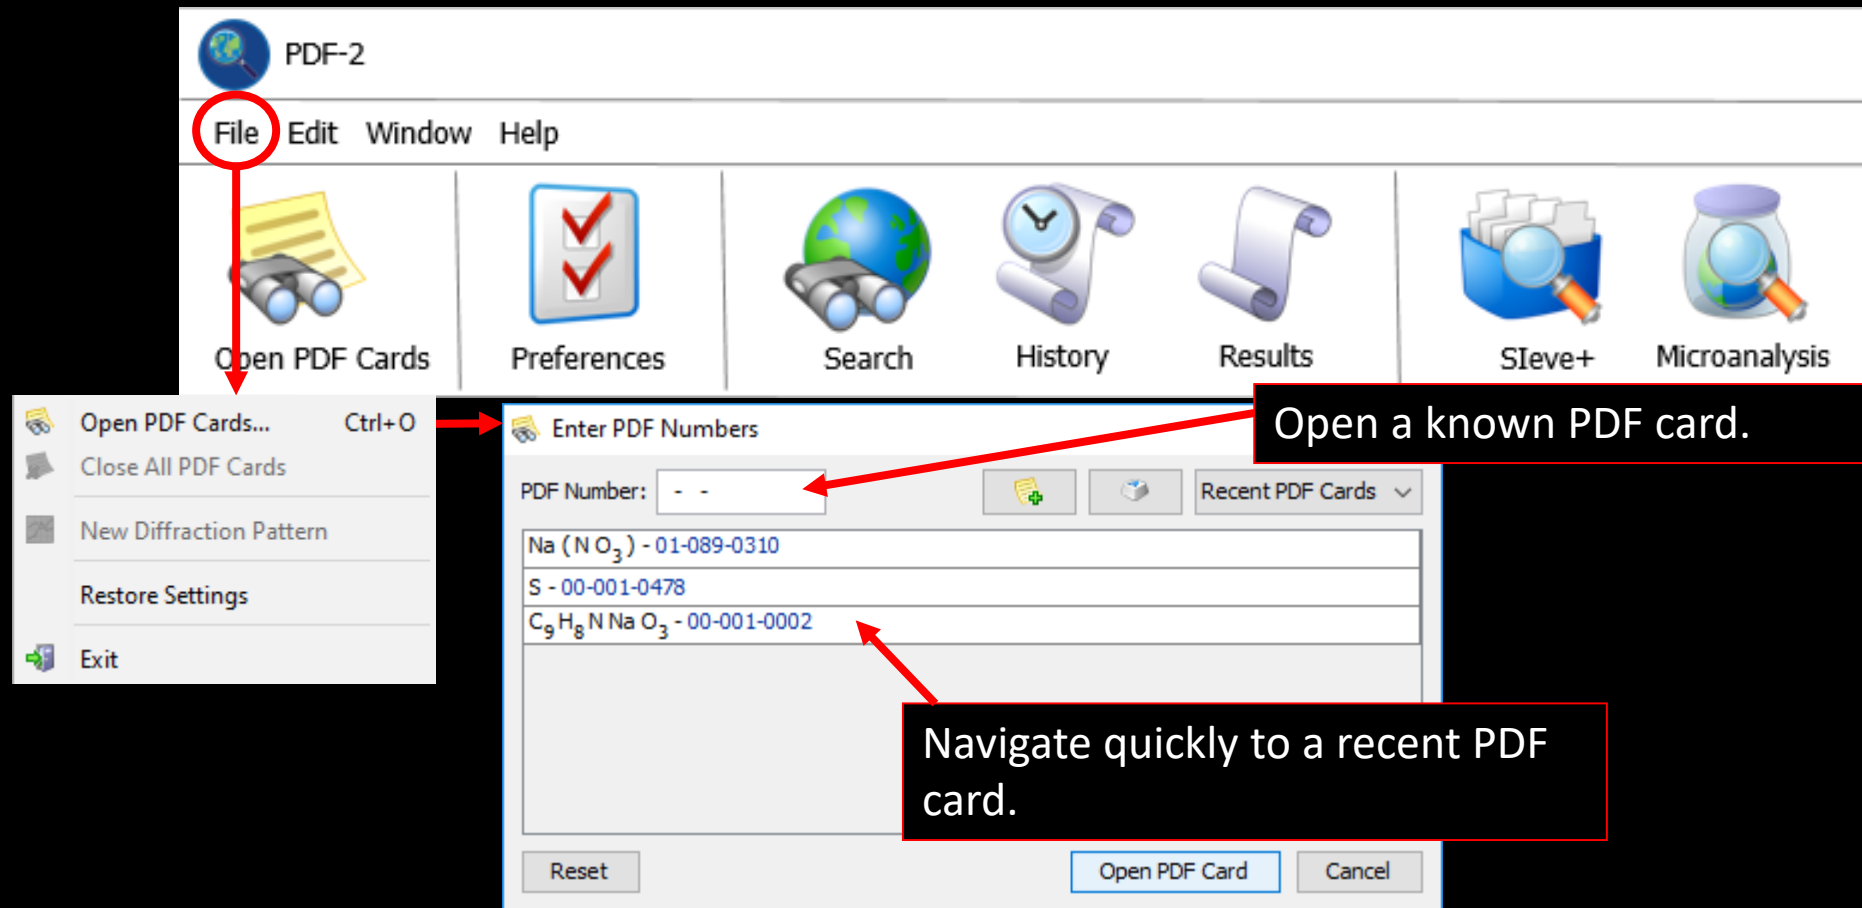 PDF-2
File Edit Window Help
Open PDF Cards Preferences Search History Results SIeve+ Microanalysis
Open PDF Cards... Ctrl+O
Close All PDF Cards
New Diffraction Pattern
Restore Settings
Exit
Enter PDF Numbers
Open a known PDF card.
PDF Number: - - Recent PDF Cards
Na ( N O3 ) - 01-089-0310
S - 00-001-0478
C9 H8 N Na O3 - 00-001-0002
Navigate quickly to a recent PDF
card.
Reset Open PDF Card Cancel